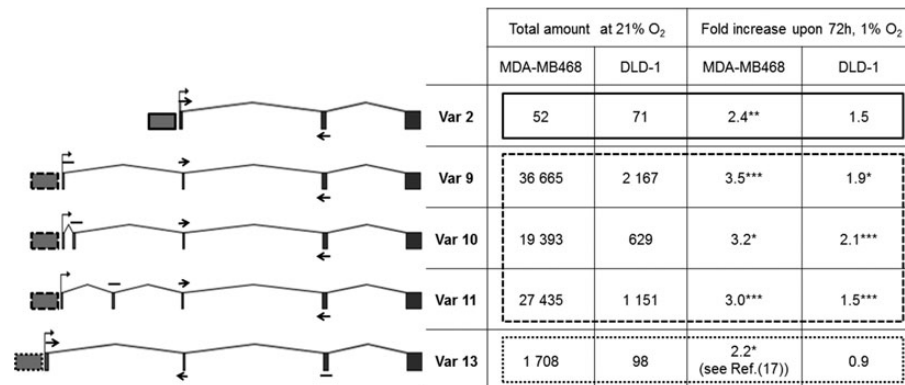 Total amount at 21% O₂ Fold increase upon 72h, 1% O₂
MDA-MB468 DLD-1 MDA-MB468 DLD-1
Var 2 52 71 2.4** 1.5
Var 9 36 665 2 167 3.5*** 1.9*
Var 10 19 393 629 3.2* 2.1***
Var 11 27 435 1 151 3.0*** 1.5***
Var 13 1 708 98 2.2* 0.9
(see Ref.(17))